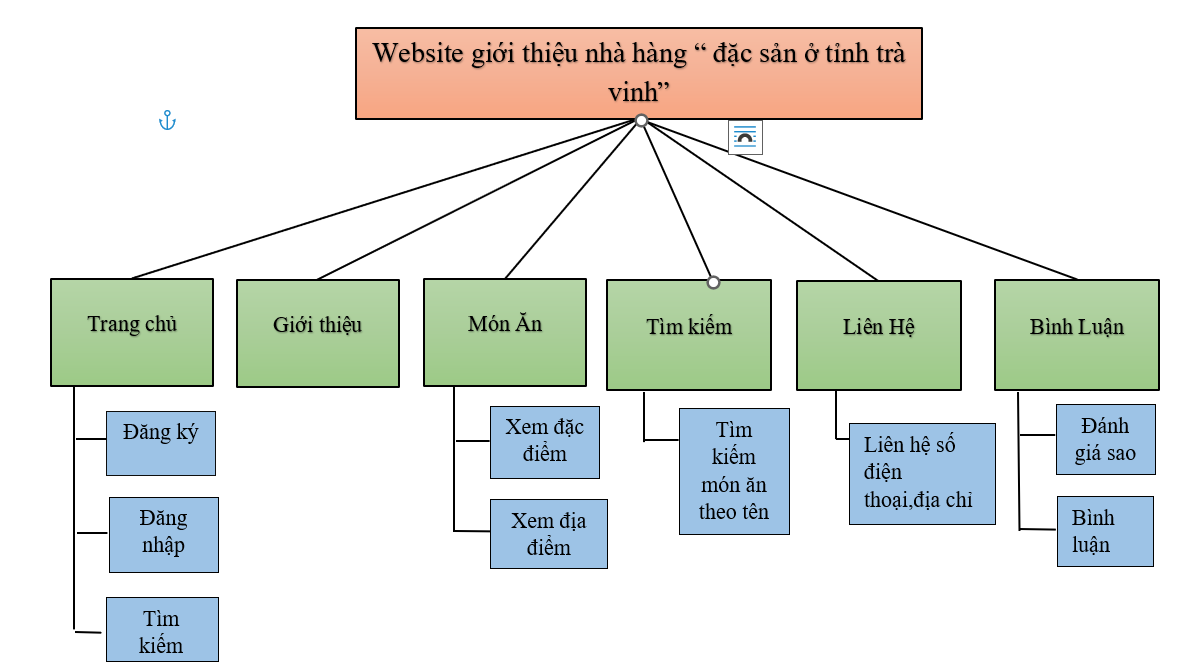 Website giới thiệu nhà hàng “ đặc sản ở tỉnh trà
vinh”
Trang chủ
Giới thiệu
Món Ăn
Tìm kiếm
Liên Hệ
Bình Luận
Đăng ký
Đăng
nhập
Tìm
kiếm
Xem đặc
điểm
Xem địa
điểm
Tìm
kiếm
món ăn
theo tên
Liên hệ số
điện
thoại,địa chỉ
Đánh
giá sao
Bình
luận